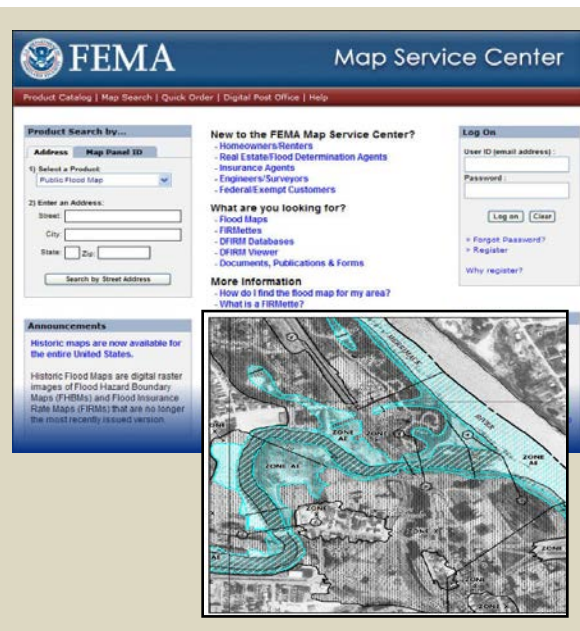 FEMA
Map Service Center
Product Catalog | Map Search | Quick Order | Digital Post Office | Help
Product Search by...
Address
Map Panel ID
1) Select a Product:
Public Flood Map
2) Enter an Address:
Street:
City:
State:
Zip:
Search by Street Address
Announcements
Historic maps are now available for
the entire United States.
Historic Flood Maps are digital raster
images of Flood Hazard Boundary
Maps (FHBMs) and Flood Insurance
Rate Maps (FIRMs) that are no longer
the most recently issued version.
New to the FEMA Map Service Center?
- Homeowners/Renters
- Real Estate/Flood Determination Agents
- Insurance Agents
- Engineers/Surveyors
- Federal/Exempt Customers
What are you looking for?
- Flood Maps
- FIRMettes
- DFIRM Databases
- DFIRM Viewer
- Documents, Publications & Forms
More Information
- How do I find the flood map for my area?
- What is a FIRMette?
Log On
User ID (email address) :
Password :
Log on
Clear
» Forgot Password?
» Register
Why register?
RIVER
ZONE
AE
ZONE AE
ZONE
ZONE
AE
ZONE X
ZONE
ZONE
ZONE X